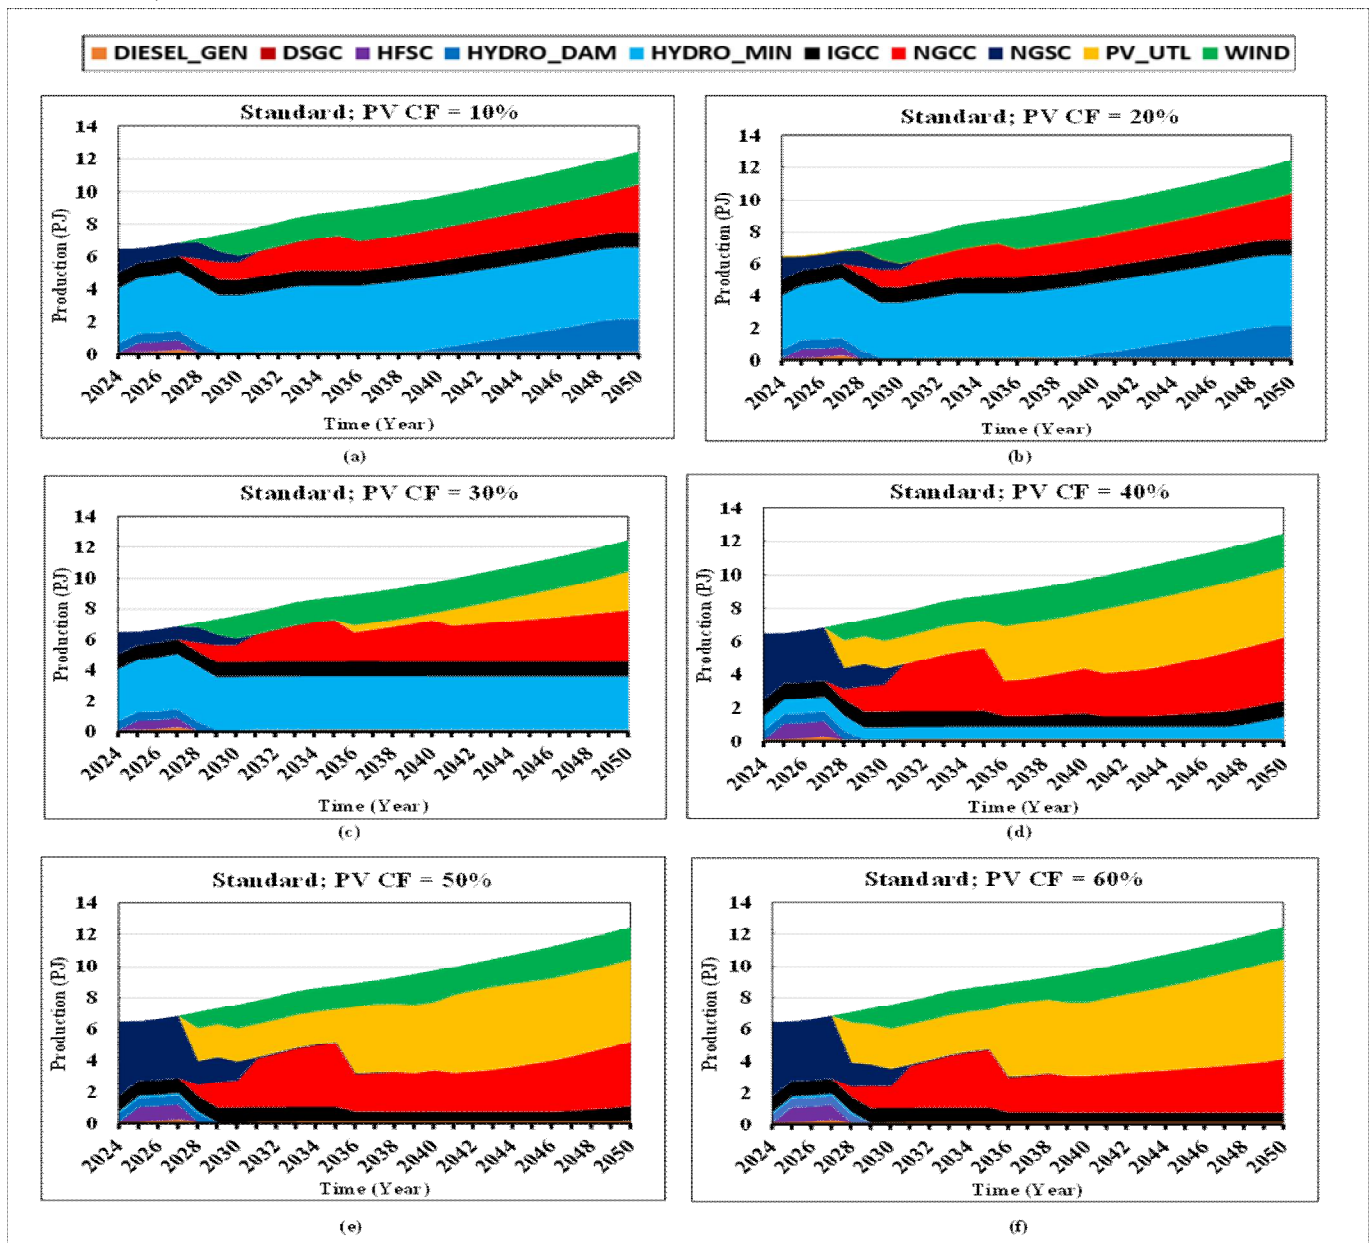 DIESEL_GEN DSGC HFSC HYDRO_DAM HYDRO_MIN IGCC NGCC NGSC PV_UTL WIND
Standard; PV CF = 10%
Production (PJ)
14
12
10
8
6
4
2
0
2024 2026 2028 2030 2032 2034 2036 2038 2040 2042 2044 2046 2048 2050
Time (Year)
(a)
Standard; PV CF = 20%
Production (PJ)
14
12
10
8
6
4
2
0
2024 2026 2028 2030 2032 2034 2036 2038 2040 2042 2044 2046 2048 2050
Time (Year)
(b)
Standard; PV CF = 30%
Production (PJ)
14
12
10
8
6
4
2
0
2024 2026 2028 2030 2032 2034 2036 2038 2040 2042 2044 2046 2048 2050
Time (Year)
(c)
Standard; PV CF = 40%
Production (PJ)
14
12
10
8
6
4
2
0
2024 2026 2028 2030 2032 2034 2036 2038 2040 2042 2044 2046 2048 2050
Time (Year)
(d)
Standard; PV CF = 50%
Production (PJ)
14
12
10
8
6
4
2
0
2024 2026 2028 2030 2032 2034 2036 2038 2040 2042 2044 2046 2048 2050
Time (Year)
(e)
Standard; PV CF = 60%
Production (PJ)
14
12
10
8
6
4
2
0
2024 2026 2028 2030 2032 2034 2036 2038 2040 2042 2044 2046 2048 2050
Time (Year)
(f)